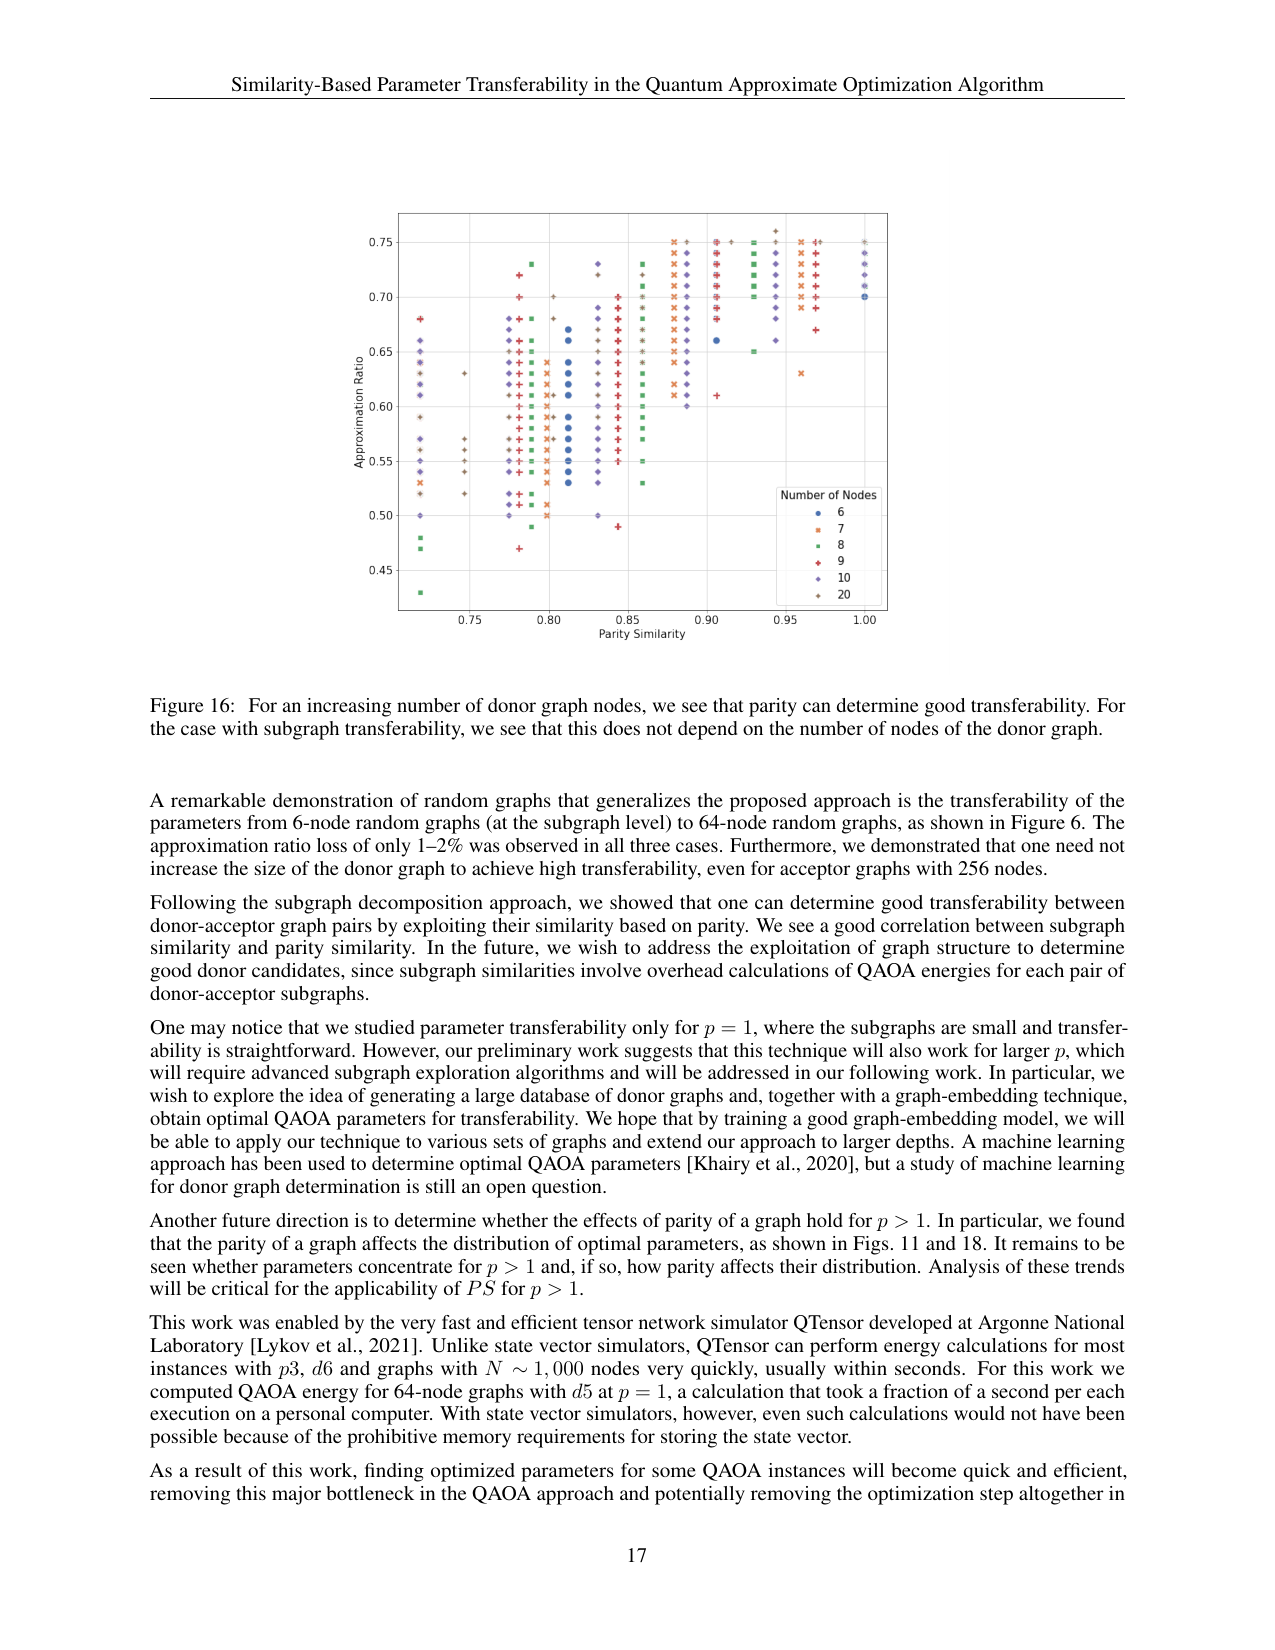 Similarity-Based Parameter Transferability in the Quantum Approximate Optimization Algorithm
0.75
0.70
0.65
0.60
0.55
0.50
0.45
Approximation Ratio
Number of Nodes
6
7
8
9
10
20
0.75 0.80 0.85 0.90 0.95 1.00
Parity Similarity
Figure 16: For an increasing number of donor graph nodes, we see that parity can determine good transferability. For
the case with subgraph transferability, we see that this does not depend on the number of nodes of the donor graph.
A remarkable demonstration of random graphs that generalizes the proposed approach is the transferability of the
parameters from 6-node random graphs (at the subgraph level) to 64-node random graphs, as shown in Figure 6. The
approximation ratio loss of only 1–2% was observed in all three cases. Furthermore, we demonstrated that one need not
increase the size of the donor graph to achieve high transferability, even for acceptor graphs with 256 nodes.
Following the subgraph decomposition approach, we showed that one can determine good transferability between
donor-acceptor graph pairs by exploiting their similarity based on parity. We see a good correlation between subgraph
similarity and parity similarity. In the future, we wish to address the exploitation of graph structure to determine
good donor candidates, since subgraph similarities involve overhead calculations of QAOA energies for each pair of
donor-acceptor subgraphs.
One may notice that we studied parameter transferability only for p = 1, where the subgraphs are small and transfer-
ability is straightforward. However, our preliminary work suggests that this technique will also work for larger p, which
will require advanced subgraph exploration algorithms and will be addressed in our following work. In particular, we
wish to explore the idea of generating a large database of donor graphs and, together with a graph-embedding technique,
obtain optimal QAOA parameters for transferability. We hope that by training a good graph-embedding model, we will
be able to apply our technique to various sets of graphs and extend our approach to larger depths. A machine learning
approach has been used to determine optimal QAOA parameters [Khairy et al., 2020], but a study of machine learning
for donor graph determination is still an open question.
Another future direction is to determine whether the effects of parity of a graph hold for p > 1. In particular, we found
that the parity of a graph affects the distribution of optimal parameters, as shown in Figs. 11 and 18. It remains to be
seen whether parameters concentrate for p > 1 and, if so, how parity affects their distribution. Analysis of these trends
will be critical for the applicability of PS for p > 1.
This work was enabled by the very fast and efficient tensor network simulator QTensor developed at Argonne National
Laboratory [Lykov et al., 2021]. Unlike state vector simulators, QTensor can perform energy calculations for most
instances with p3, d6 and graphs with N ∼ 1, 000 nodes very quickly, usually within seconds. For this work we
computed QAOA energy for 64-node graphs with d5 at p = 1, a calculation that took a fraction of a second per each
execution on a personal computer. With state vector simulators, however, even such calculations would not have been
possible because of the prohibitive memory requirements for storing the state vector.
As a result of this work, finding optimized parameters for some QAOA instances will become quick and efficient,
removing this major bottleneck in the QAOA approach and potentially removing the optimization step altogether in
17